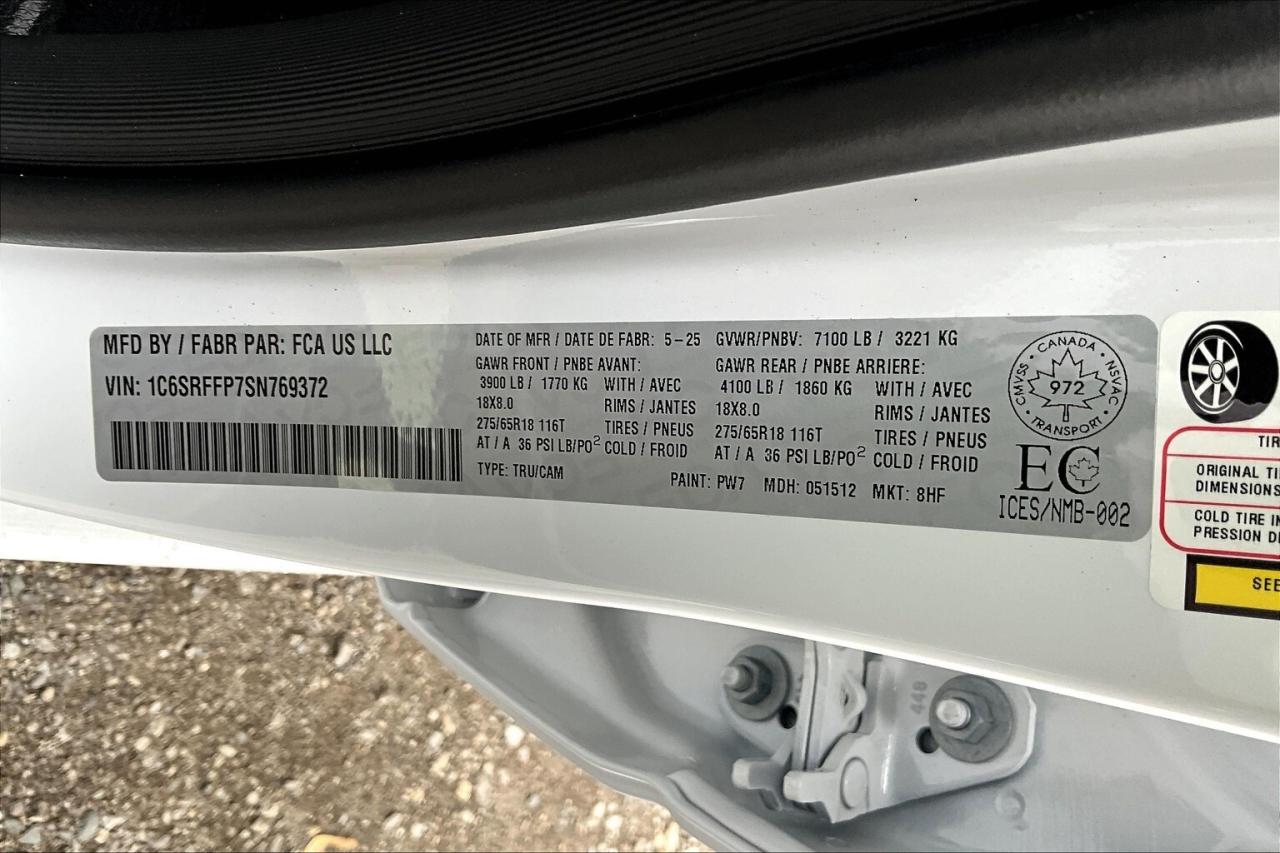 MFD BY / FABR PAR: FCA US LLC
VIN: 1C6SRFFP7SN769372
DATE OF MFR / DATE DE FABR: 5-25 GVWR/PNBV: 7100 LB / 3221 KG
GAWR FRONT / PNBE AVANT: GAWR REAR / PNBE ARRIERE:
3900 LB / 1770 KG WITH / AVEC 4100 LB / 1860 KG WITH / AVEC
18X8.0 RIMS / JANTES 18X8.0 RIMS / JANTES
275/65R18 116T TIRES / PNEUS 275/65R18 116T TIRES / PNEUS
AT / A 36 PSI LB/PO² COLD / FROID AT / A 36 PSI LB/PO² COLD / FROID
TYPE: TRU/CAM PAINT: PW7 MDH: 051512 MKT: 8HF
CANADA
CMVSS 972 NSVAC
TRANSPORT
EC
ICES/NMB-002
TIR
ORIGINAL TI
DIMENSIONS
COLD TIRE IN
PRESSION D
SEE
448